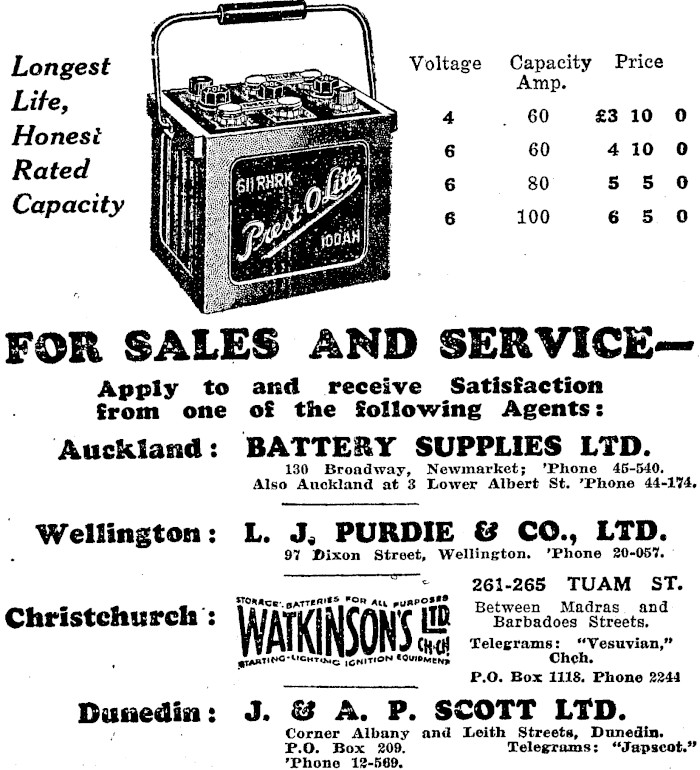 Longest
Life,
Honest
Rated
Capacity
Voltage Capacity Price
Amp.
4 60 £3 10 0
6 60 4 10 0
6 80 5 5 0
6 100 6 5 0
611RHRK
Prest-O-Lite
100AH
FOR SALES AND SERVICE—
Apply to and receive Satisfaction
from one of the following Agents:
Auckland: BATTERY SUPPLIES LTD.
130 Broadway, Newmarket; 'Phone 45-540.
Also Auckland at 3 Lower Albert St. 'Phone 44-174.
Wellington: L. J. PURDIE & CO., LTD.
97 Dixon Street, Wellington. 'Phone 20-057.
Christchurch:
STORAGE BATTERIES FOR ALL PURPOSES
WATKINSON'S LTD
CH-CH
STARTING-LIGHTING IGNITION EQUIPMENT
261-265 TUAM ST.
Between Madras and
Barbadoes Streets.
Telegrams: "Vesuvian,"
Chch.
P.O. Box 1118. Phone 2244
Dunedin: J. & A. P. SCOTT LTD.
Corner Albany and Leith Streets, Dunedin.
P.O. Box 209. Telegrams: "Japscot."
'Phone 12-569.